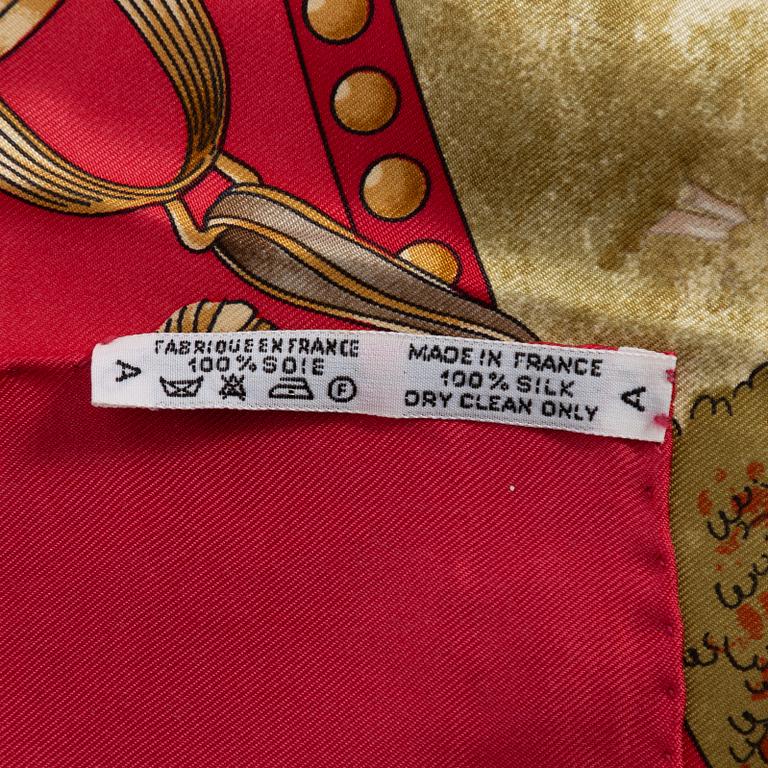 A
FABRIQUE EN FRANCE
100% SOIE
F
MADE IN FRANCE
100% SILK
DRY CLEAN ONLY
A